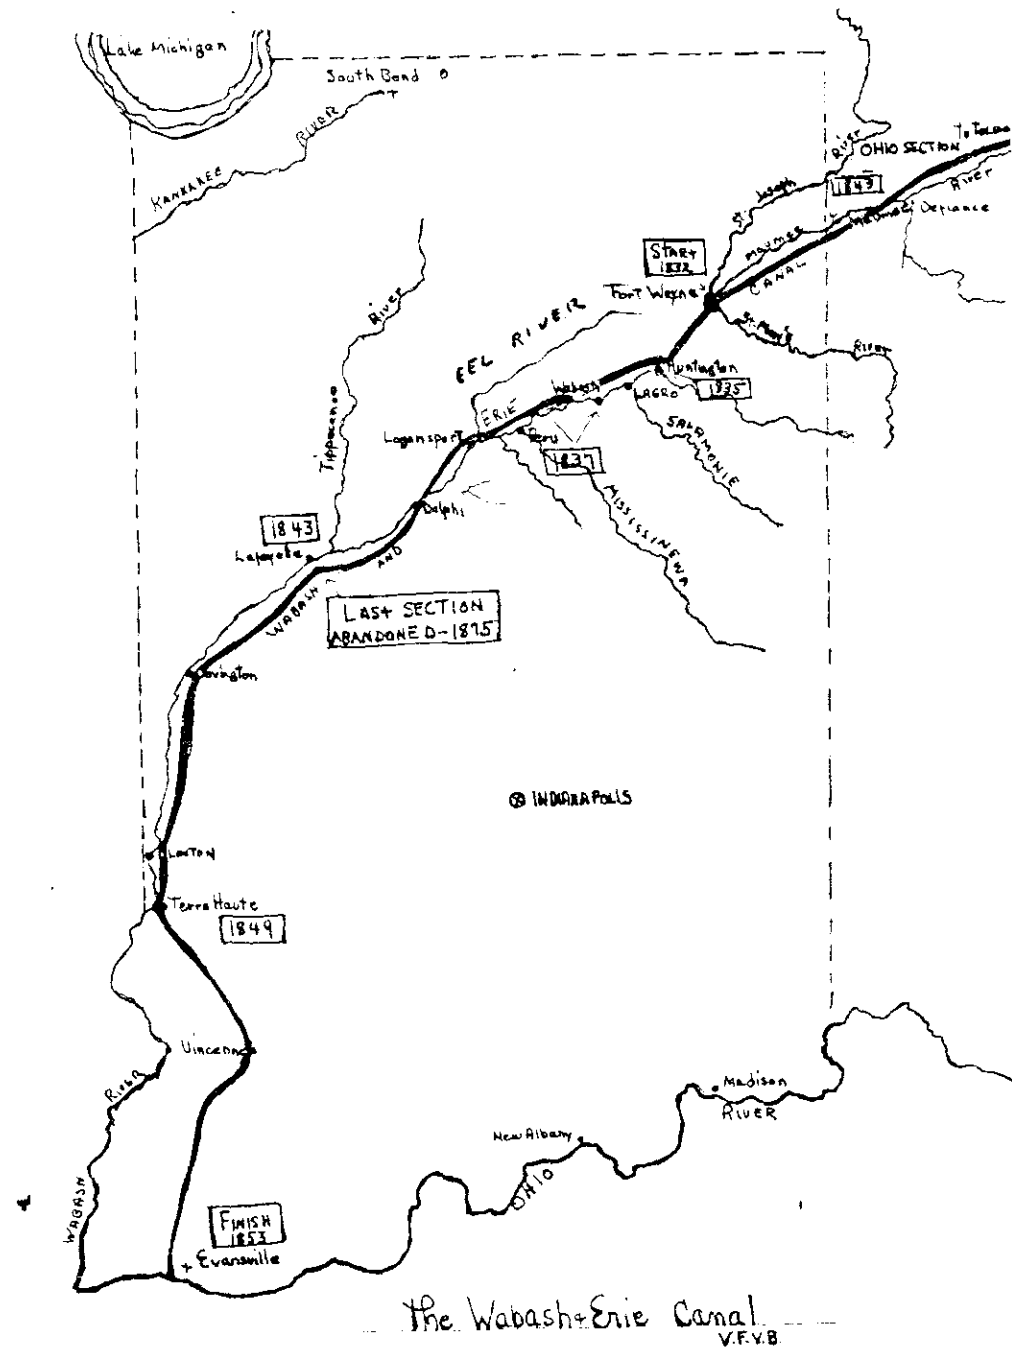 Lake Michigan
South Bend
KANKAKEE RIVER
To Toledo
OHIO SECTION
1843
St. Joseph River
RIVER
Defiance
MAUMEE
START
1832
Fort Wayne
CANAL
St. Mary's River
EEL RIVER
Tippecanoe River
Huntington
1835
Wabash
LAGRO
ERIE
Logansport
Peru
SALAMONIE
1837
MISSISSINEWA
Delphi
1843
Lafayette
AND
WABASH
LAST SECTION
ABANDONED-1875
Covington
INDIANAPOLIS
Terre Haute
1849
Vincennes
WABASH RIVER
Madison
RIVER
New Albany
OHIO
FINISH
1853
Evansville
The Wabash+Erie Canal
V.F.V.B.